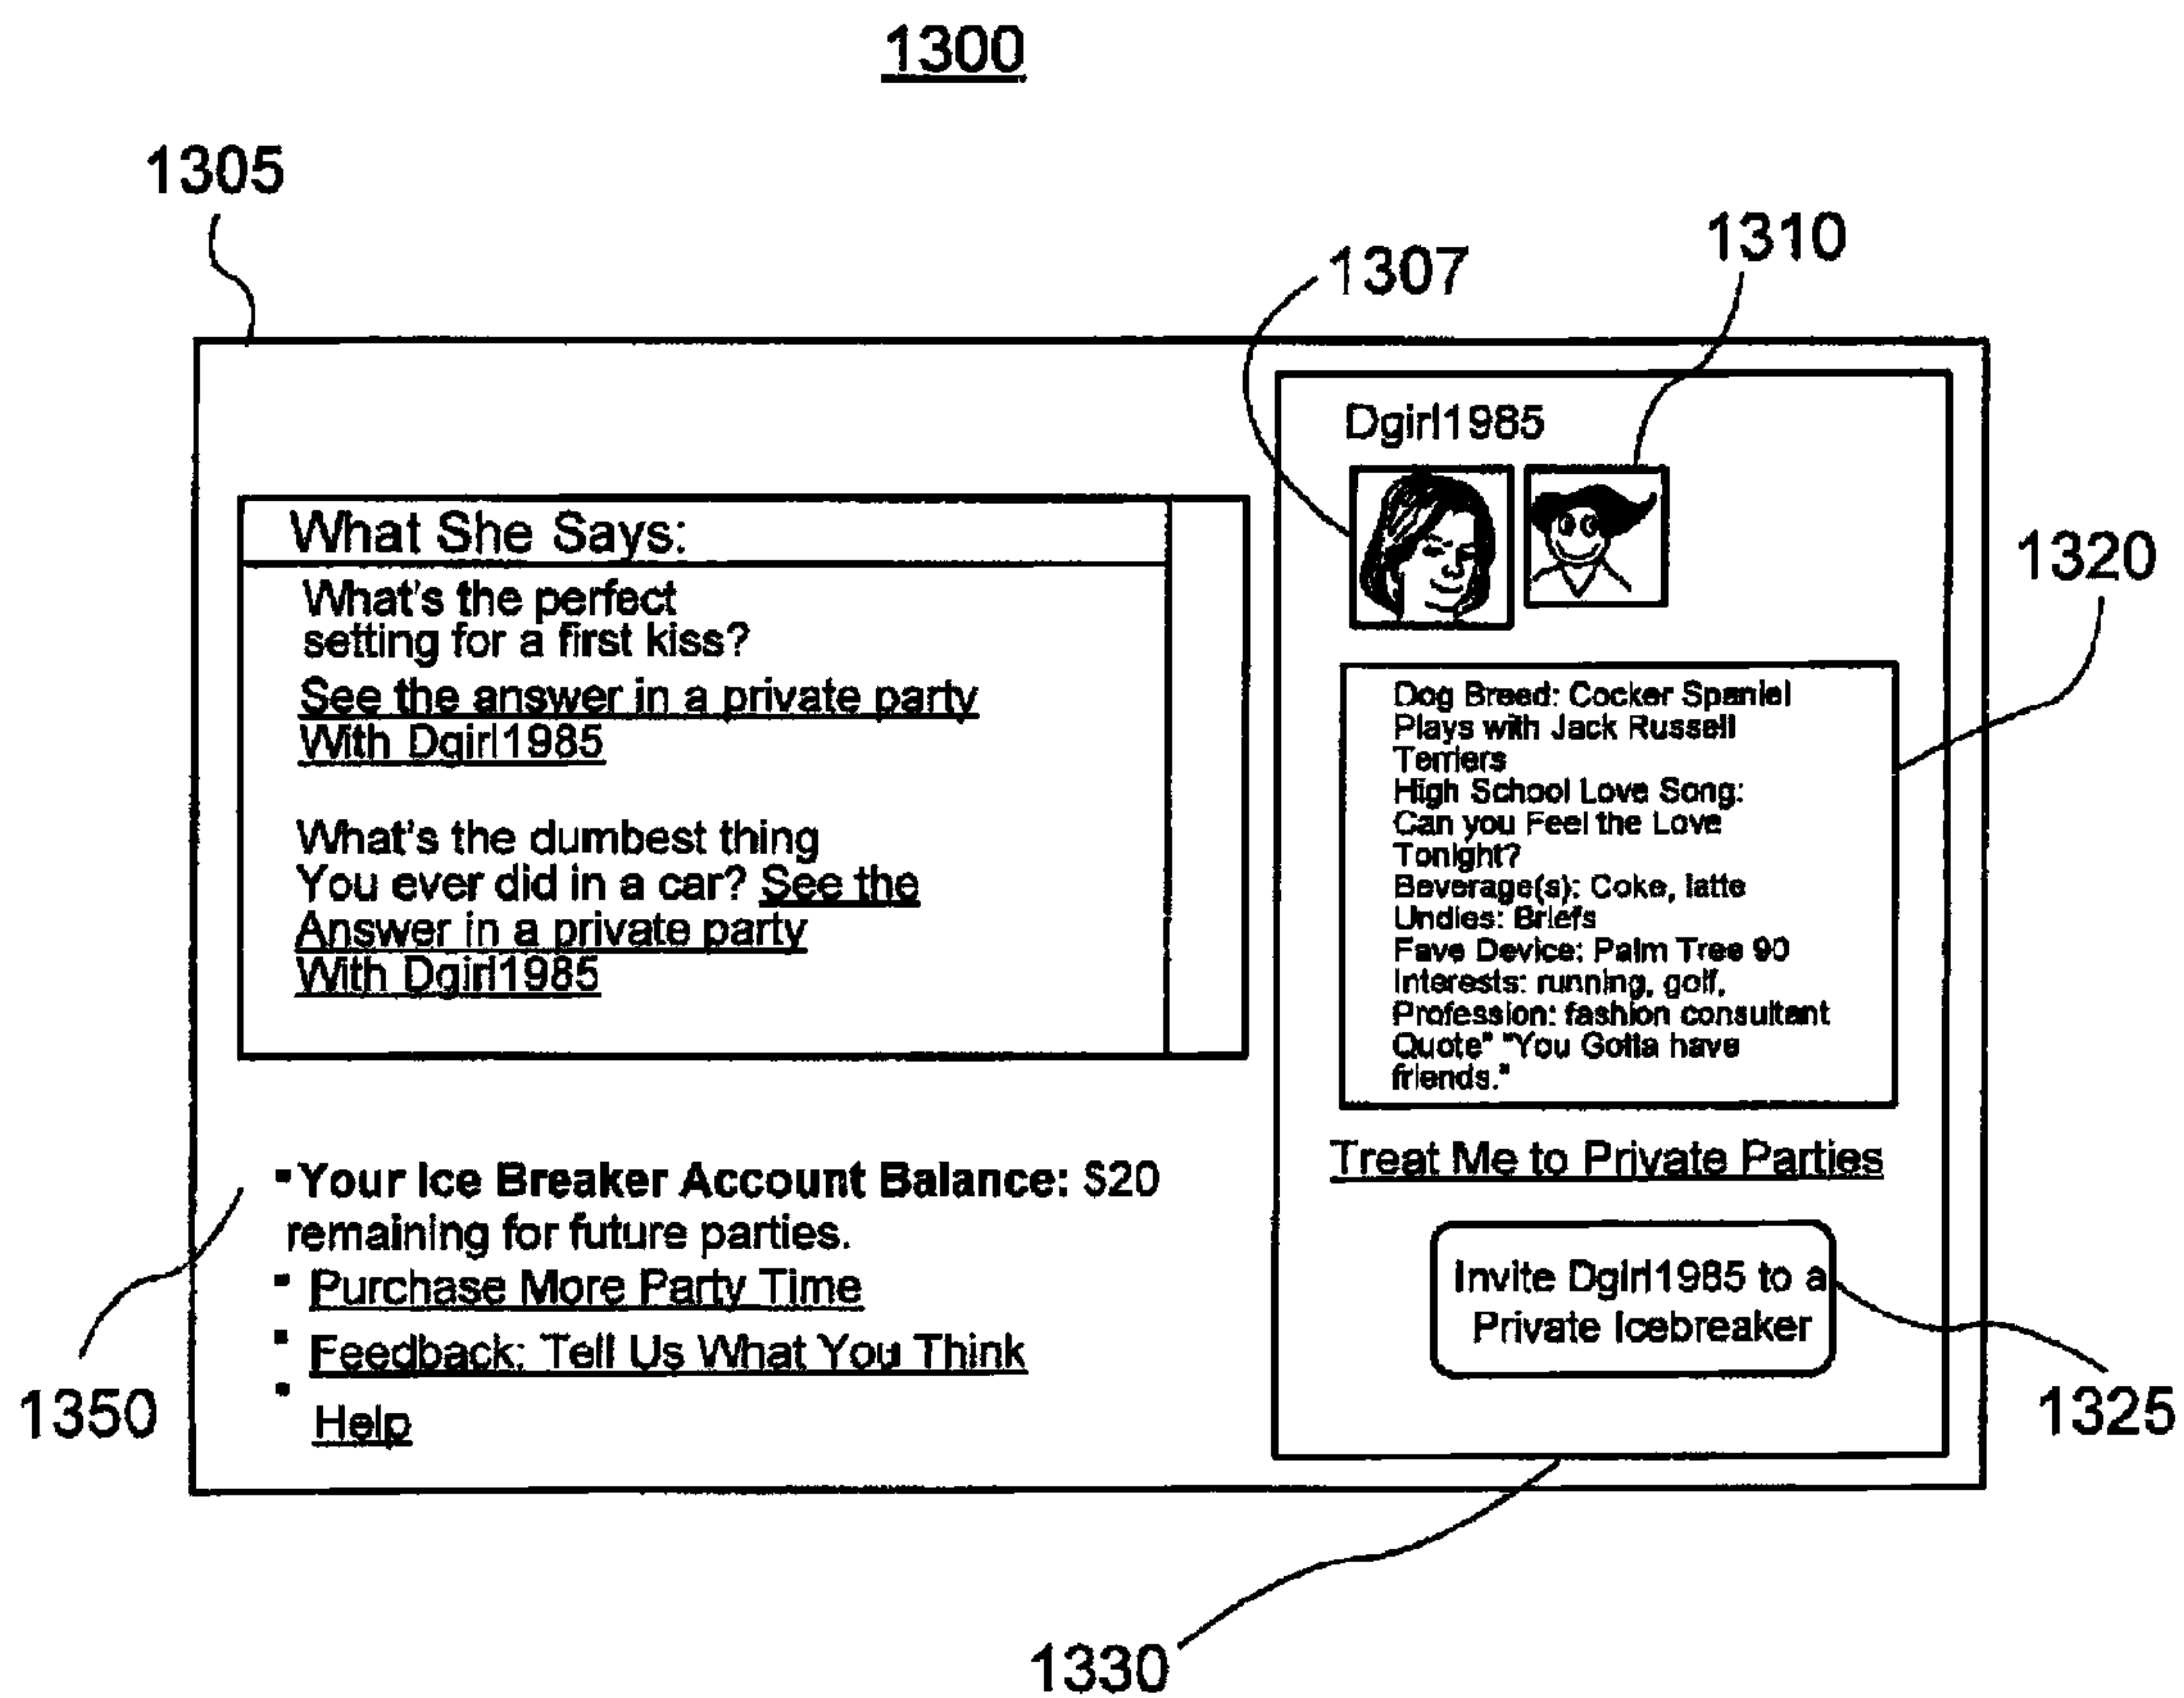 1300
1305
1307
1310
Dgirl1985
1320
What She Says:
What's the perfect
setting for a first kiss?
See the answer in a private party
With Dgirl1985
What's the dumbest thing
You ever did in a car? See the
Answer in a private party
With Dgirl1985
Dog Breed: Cocker Spaniel
Plays with Jack Russell
Terriers
High School Love Song:
Can you Feel the Love
Tonight?
Beverage(s): Coke, latte
Undies: Briefs
Fave Device: Palm Tree 90
Interests: running, golf,
Profession: fashion consultant
Quote" "You Gotta have
friends."
Treat Me to Private Parties
Invite Dgirl1985 to a
Private Icebreaker
▪Your Ice Breaker Account Balance: $20
remaining for future parties.
▪ Purchase More Party Time
▪ Feedback: Tell Us What You Think
▪
Help
1350
1325
1330